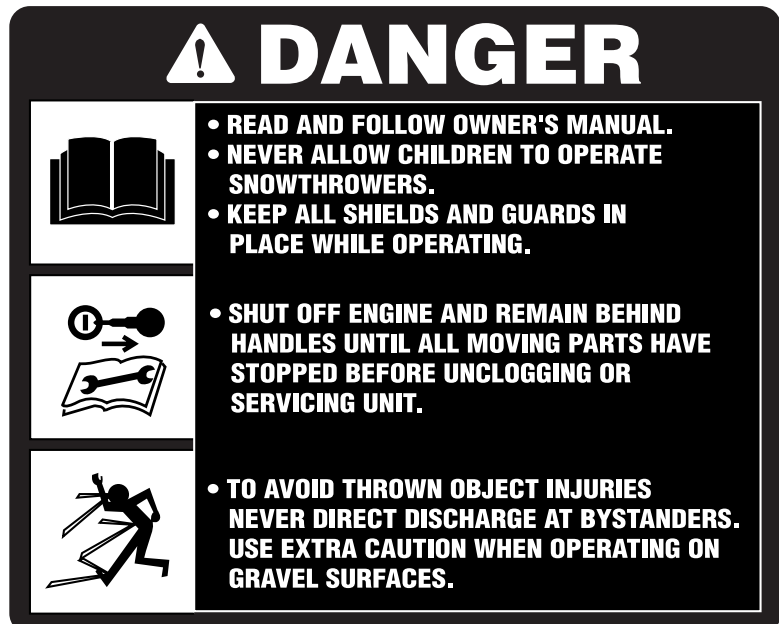 DANGER
• READ AND FOLLOW OWNER'S MANUAL.
• NEVER ALLOW CHILDREN TO OPERATE
SNOWTHROWERS.
• KEEP ALL SHIELDS AND GUARDS IN
PLACE WHILE OPERATING.
• SHUT OFF ENGINE AND REMAIN BEHIND
HANDLES UNTIL ALL MOVING PARTS HAVE
STOPPED BEFORE UNCLOGGING OR
SERVICING UNIT.
• TO AVOID THROWN OBJECT INJURIES
NEVER DIRECT DISCHARGE AT BYSTANDERS.
USE EXTRA CAUTION WHEN OPERATING ON
GRAVEL SURFACES.